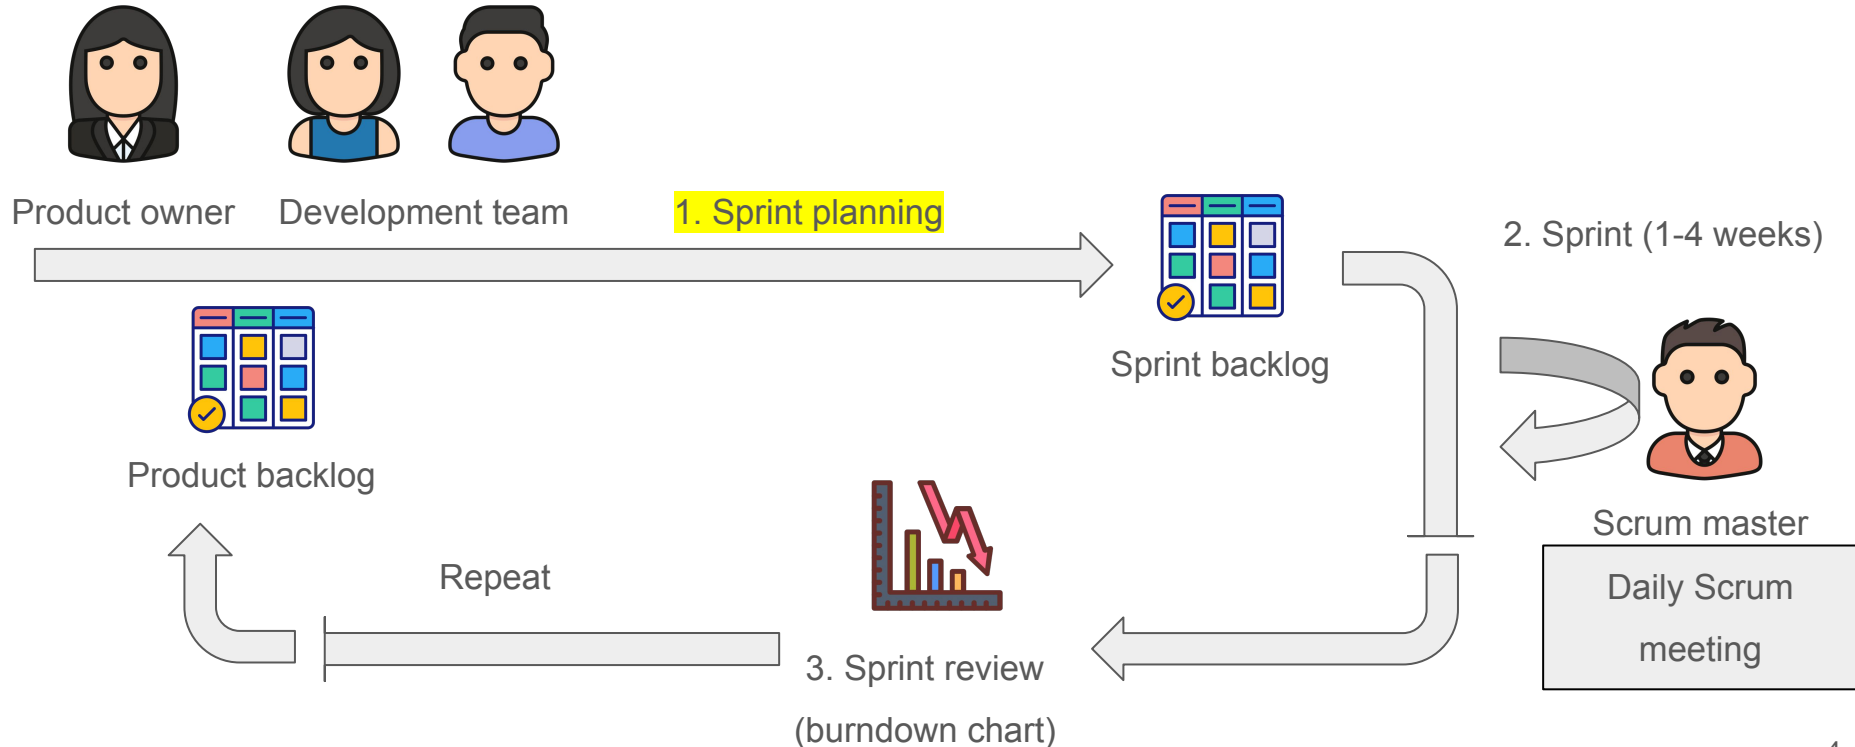 Product owner
Development team
1. Sprint planning
2. Sprint (1-4 weeks)
Sprint backlog
Product backlog
Scrum master
Daily Scrum
meeting
Repeat
3. Sprint review
(burndown chart)